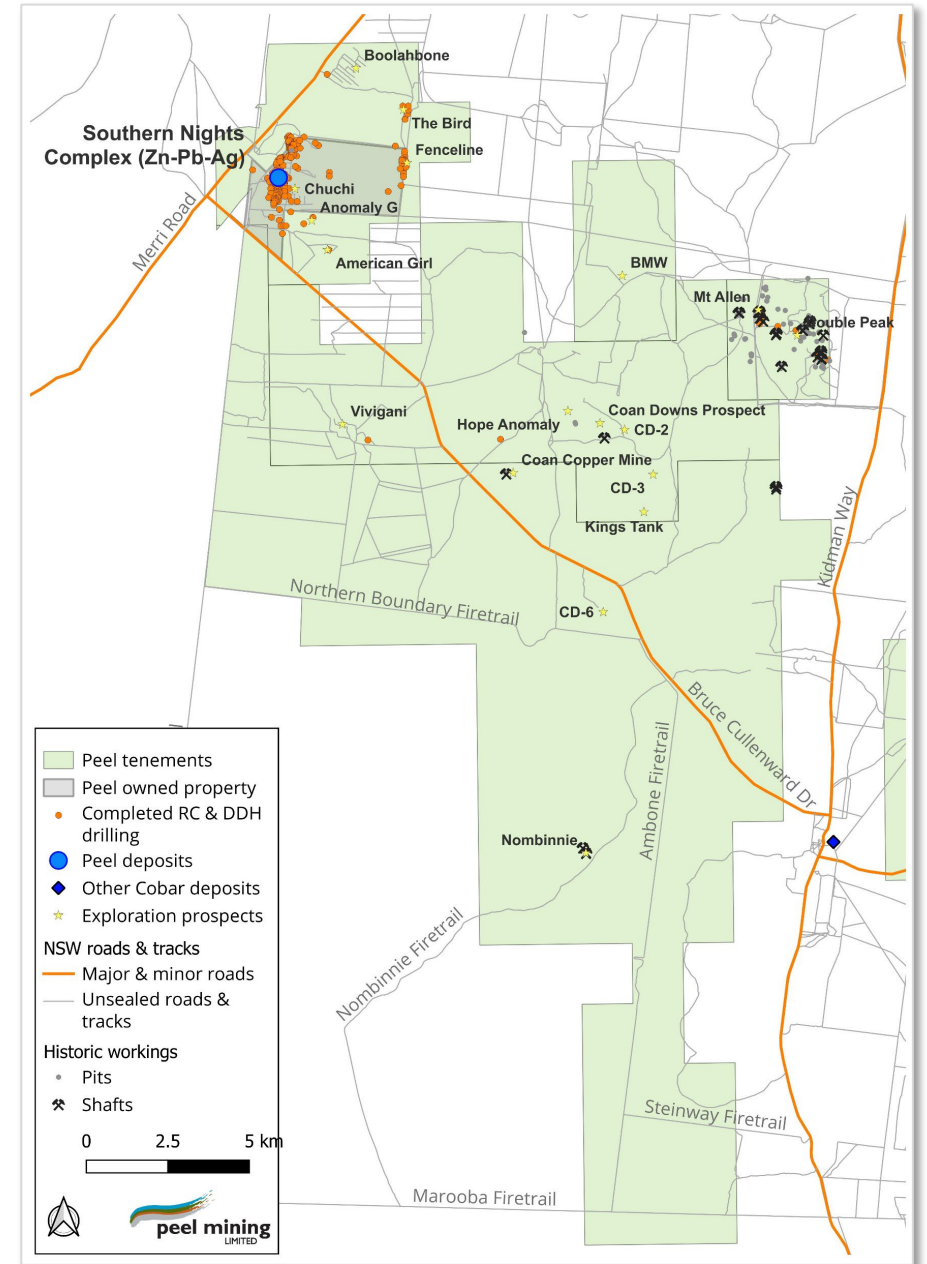 Boolahbone
The Bird
Southern Nights
Complex (Zn-Pb-Ag)
Fenceline
Chuchi
Anomaly G
Merri Road
American Girl
BMW
Mt Allen
ouble Peak
Vivigani
Hope Anomaly
Coan Downs Prospect
CD-2
Coan Copper Mine
CD-3
Kings Tank
Kidman Way
Northern Boundary Firetrail
CD-6
Bruce Cullenward Dr
Ambone Firetrail
Nombinnie
Nombinnie Firetrail
Steinway Firetrail
Marooba Firetrail
Peel tenements
Peel owned property
Completed RC & DDH
drilling
Peel deposits
Other Cobar deposits
Exploration prospects
NSW roads & tracks
Major & minor roads
Unsealed roads &
tracks
Historic workings
Pits
Shafts
0 2.5 5 km
peel mining
LIMITED